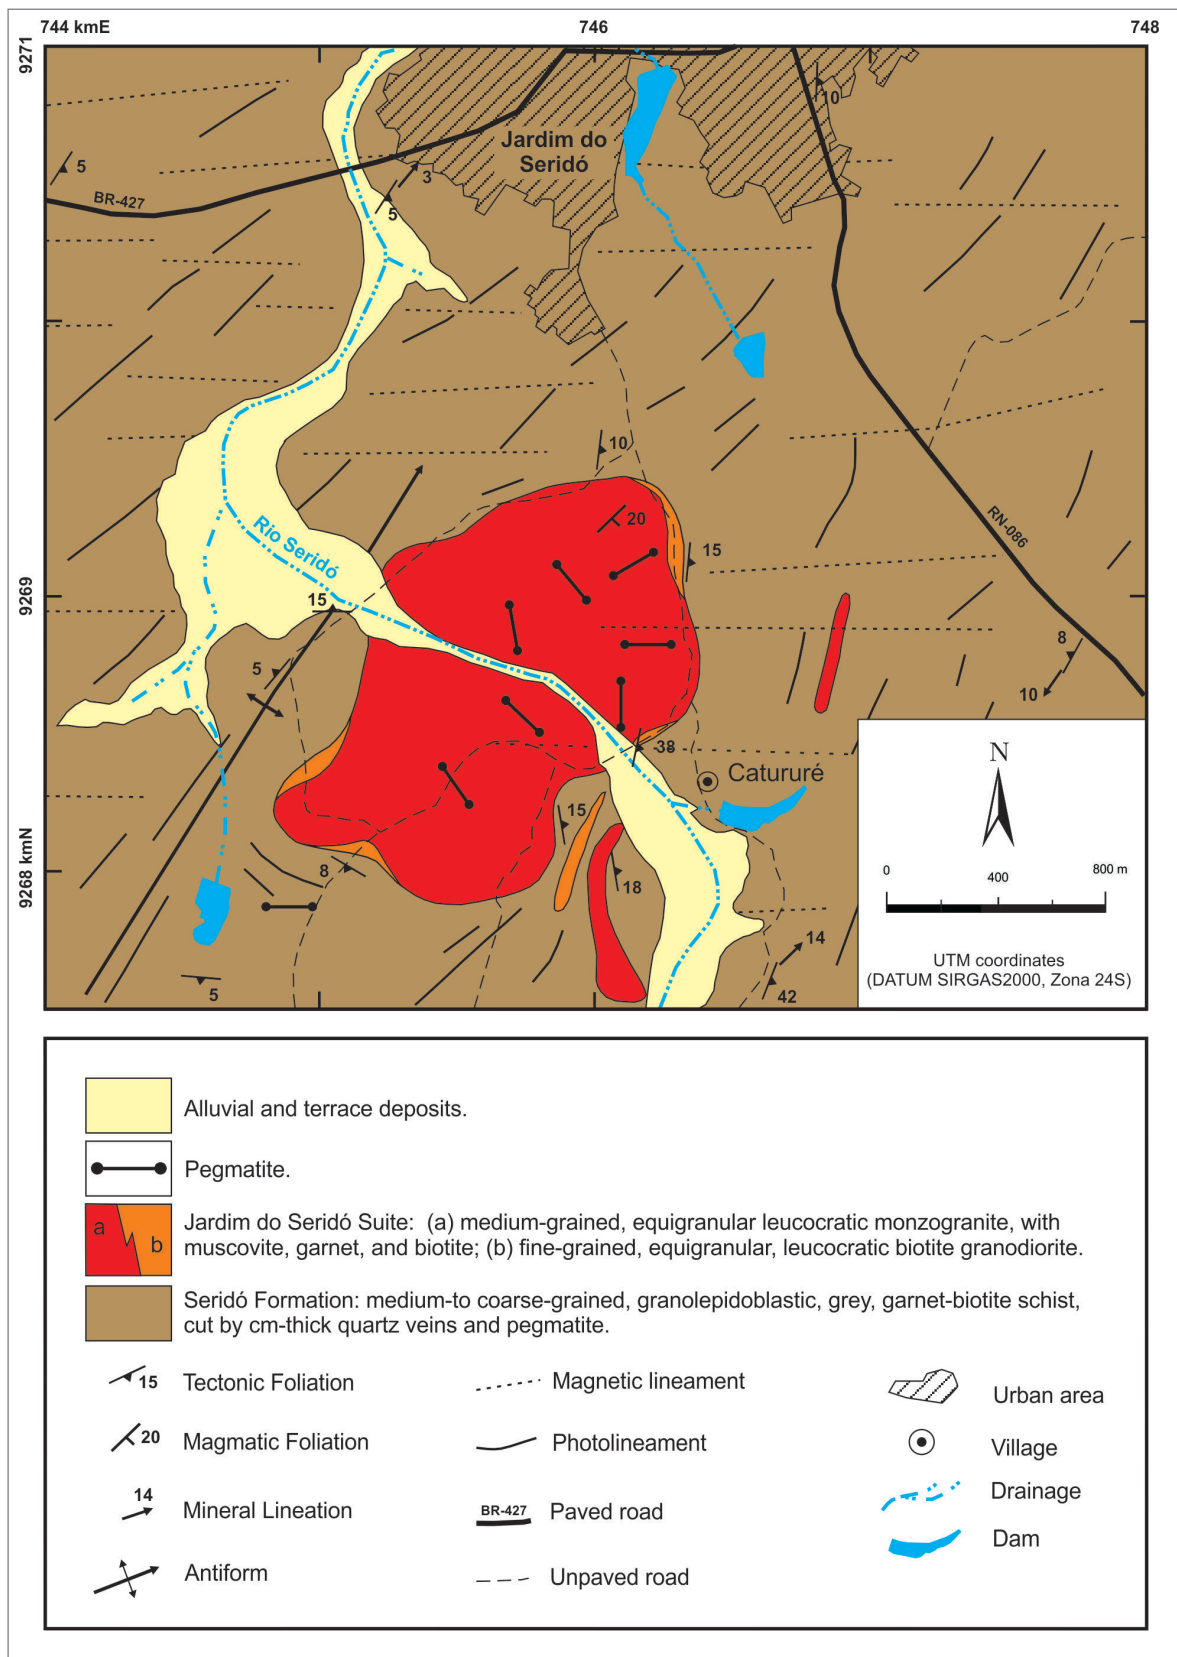 744 kmE
746
748
9271
10
Jardim do
Seridó
5
3
BR-427
5
10
20
RN-086
Rio Seridó
15
15
8
5
10
38
Catururé
N
15
8
18
0
400
800 m
9269
9268 kmN
14
UTM coordinates
(DATUM SIRGAS2000, Zona 24S)
5
42
Alluvial and terrace deposits.
Pegmatite.
a
b
Jardim do Seridó Suite: (a) medium-grained, equigranular leucocratic monzogranite, with
muscovite, garnet, and biotite; (b) fine-grained, equigranular, leucocratic biotite granodiorite.
Seridó Formation: medium-to coarse-grained, granolepidoblastic, grey, garnet-biotite schist,
cut by cm-thick quartz veins and pegmatite.
15
Tectonic Foliation
Magnetic lineament
Urban area
20
Magmatic Foliation
Photolineament
Village
14
Mineral Lineation
BR-427
Paved road
Drainage
Dam
Antiform
Unpaved road